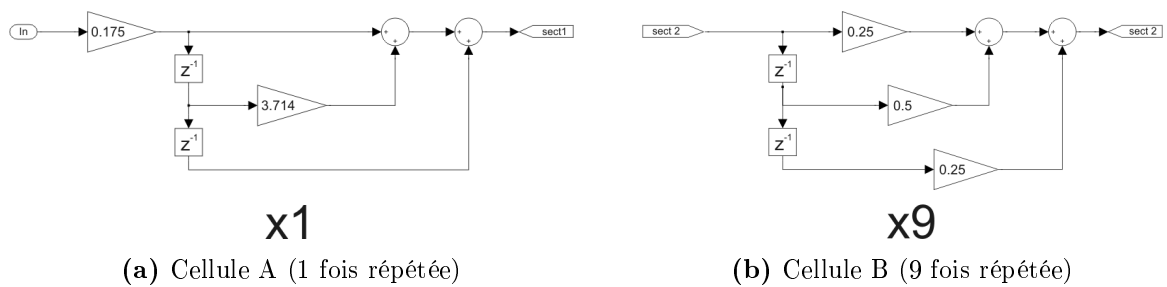 In
0.175
+
+
+
+
sect1
z-1
3.714
z-1
x1
(a) Cellule A (1 fois répétée)
sect 2
0.25
+
+
+
+
sect 2
z-1
0.5
z-1
0.25
x9
(b) Cellule B (9 fois répétée)